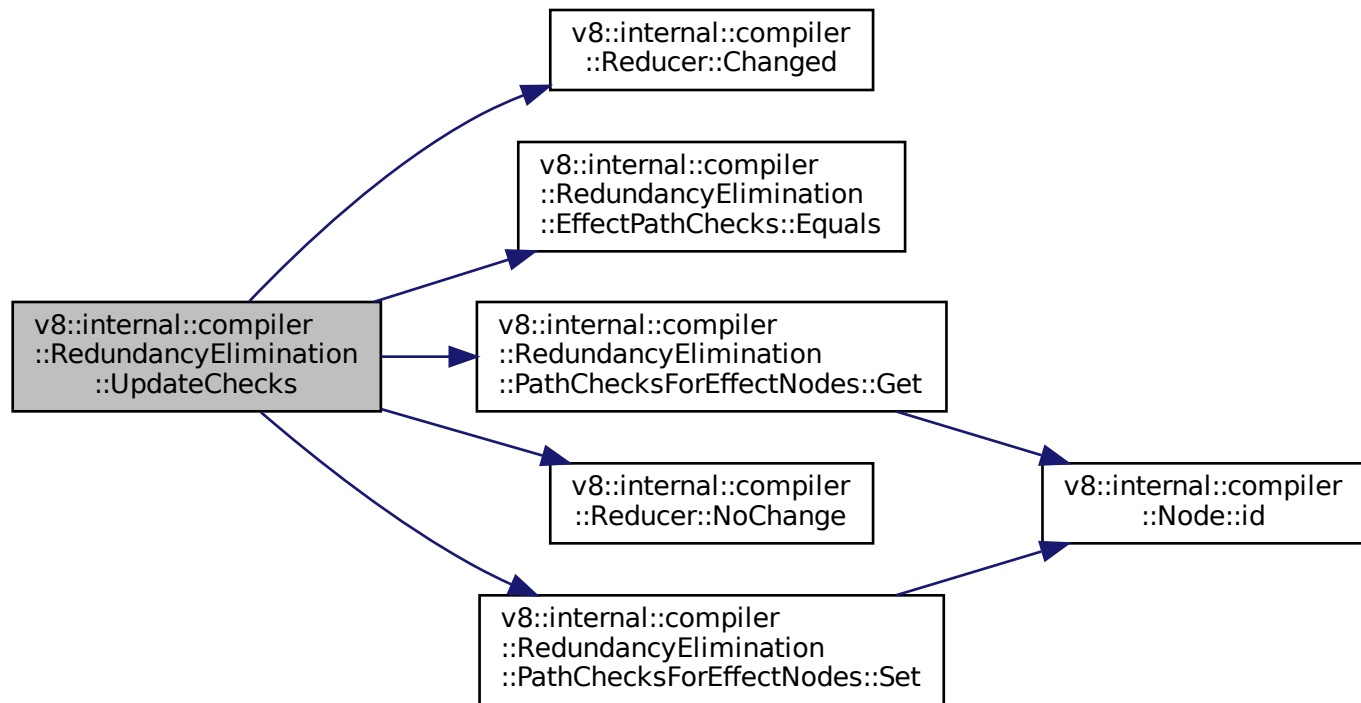 v8::internal::compiler
::Reducer::Changed
v8::internal::compiler
::RedundancyElimination
::EffectPathChecks::Equals
v8::internal::compiler
::RedundancyElimination
::UpdateChecks
v8::internal::compiler
::RedundancyElimination
::PathChecksForEffectNodes::Get
v8::internal::compiler
::Reducer::NoChange
v8::internal::compiler
::Node::id
v8::internal::compiler
::RedundancyElimination
::PathChecksForEffectNodes::Set